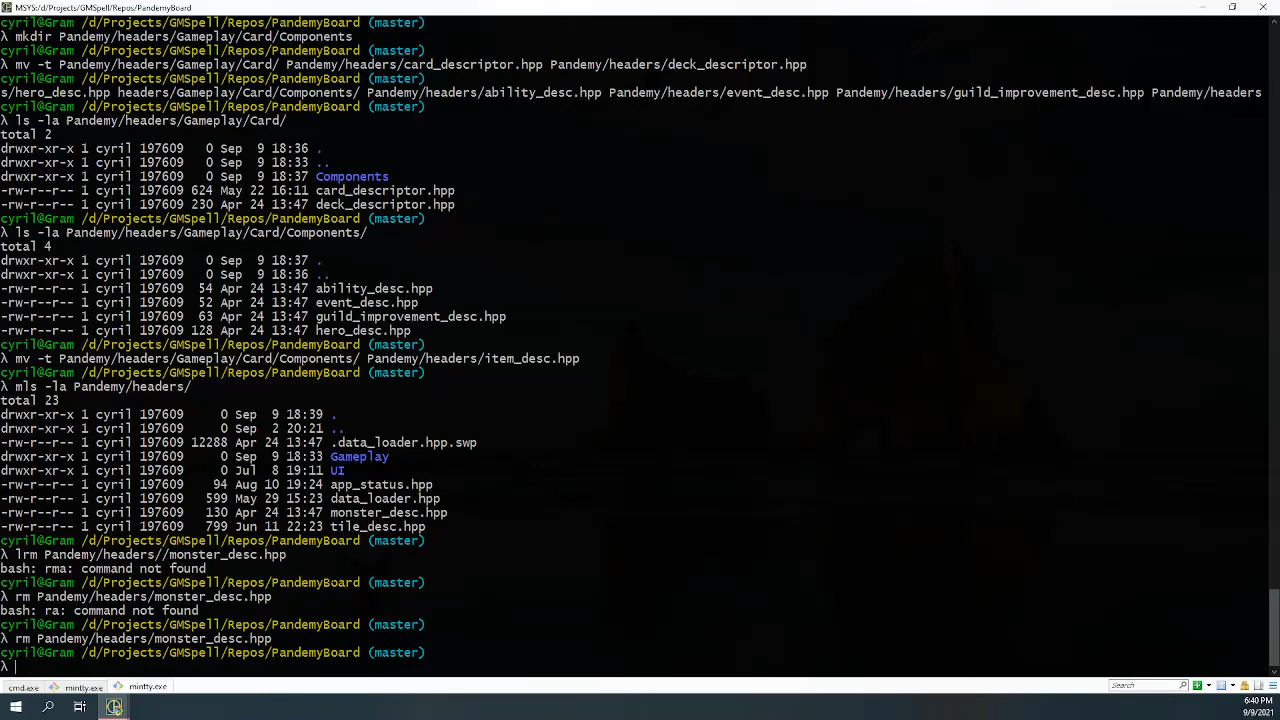 MSYS:/d/Projects/GMSpell/Repos/PandemyBoard
cyril@Gram /d/Projects/GMSpell/Repos/PandemyBoard (master)
λ mkdir Pandemy/headers/Gameplay/Card/Components
cyril@Gram /d/Projects/GMSpell/Repos/PandemyBoard (master)
λ mv -t Pandemy/headers/Gameplay/Card/ Pandemy/headers/card_descriptor.hpp Pandemy/headers/deck_descriptor.hpp
cyril@Gram /d/Projects/GMSpell/Repos/PandemyBoard (master)
s/hero_desc.hpp headers/Gameplay/Card/Components/ Pandemy/headers/ability_desc.hpp Pandemy/headers/event_desc.hpp Pandemy/headers/guild_improvement_desc.hpp Pandemy/headers
cyril@Gram /d/Projects/GMSpell/Repos/PandemyBoard (master)
λ ls -la Pandemy/headers/Gameplay/Card/
total 2
drwxr-xr-x 1 cyril 197609 0 Sep 9 18:36 .
drwxr-xr-x 1 cyril 197609 0 Sep 9 18:33 ..
drwxr-xr-x 1 cyril 197609 0 Sep 9 18:37 Components
-rw-r--r-- 1 cyril 197609 624 May 22 16:11 card_descriptor.hpp
-rw-r--r-- 1 cyril 197609 230 Apr 24 13:47 deck_descriptor.hpp
cyril@Gram /d/Projects/GMSpell/Repos/PandemyBoard (master)
λ ls -la Pandemy/headers/Gameplay/Card/Components/
total 4
drwxr-xr-x 1 cyril 197609 0 Sep 9 18:37 .
drwxr-xr-x 1 cyril 197609 0 Sep 9 18:36 ..
-rw-r--r-- 1 cyril 197609 54 Apr 24 13:47 ability_desc.hpp
-rw-r--r-- 1 cyril 197609 52 Apr 24 13:47 event_desc.hpp
-rw-r--r-- 1 cyril 197609 63 Apr 24 13:47 guild_improvement_desc.hpp
-rw-r--r-- 1 cyril 197609 128 Apr 24 13:47 hero_desc.hpp
cyril@Gram /d/Projects/GMSpell/Repos/PandemyBoard (master)
λ mv -t Pandemy/headers/Gameplay/Card/Components/ Pandemy/headers/item_desc.hpp
cyril@Gram /d/Projects/GMSpell/Repos/PandemyBoard (master)
λ mls -la Pandemy/headers/
total 23
drwxr-xr-x 1 cyril 197609 0 Sep 9 18:39 .
drwxr-xr-x 1 cyril 197609 0 Sep 2 20:21 ..
-rw-r--r-- 1 cyril 197609 12288 Apr 24 13:47 .data_loader.hpp.swp
drwxr-xr-x 1 cyril 197609 0 Sep 9 18:33 Gameplay
drwxr-xr-x 1 cyril 197609 0 Jul 8 19:11 UI
-rw-r--r-- 1 cyril 197609 94 Aug 10 19:24 app_status.hpp
-rw-r--r-- 1 cyril 197609 599 May 29 15:23 data_loader.hpp
-rw-r--r-- 1 cyril 197609 130 Apr 24 13:47 monster_desc.hpp
-rw-r--r-- 1 cyril 197609 799 Jun 11 22:23 tile_desc.hpp
cyril@Gram /d/Projects/GMSpell/Repos/PandemyBoard (master)
λ lrm Pandemy/headers//monster_desc.hpp
bash: rma: command not found
cyril@Gram /d/Projects/GMSpell/Repos/PandemyBoard (master)
λ rm Pandemy/headers/monster_desc.hpp
bash: ra: command not found
cyril@Gram /d/Projects/GMSpell/Repos/PandemyBoard (master)
λ rm Pandemy/headers/monster_desc.hpp
cyril@Gram /d/Projects/GMSpell/Repos/PandemyBoard (master)
λ
cmd.exe mintty.exe mintty.exe Search
6:40 PM
9/9/2021